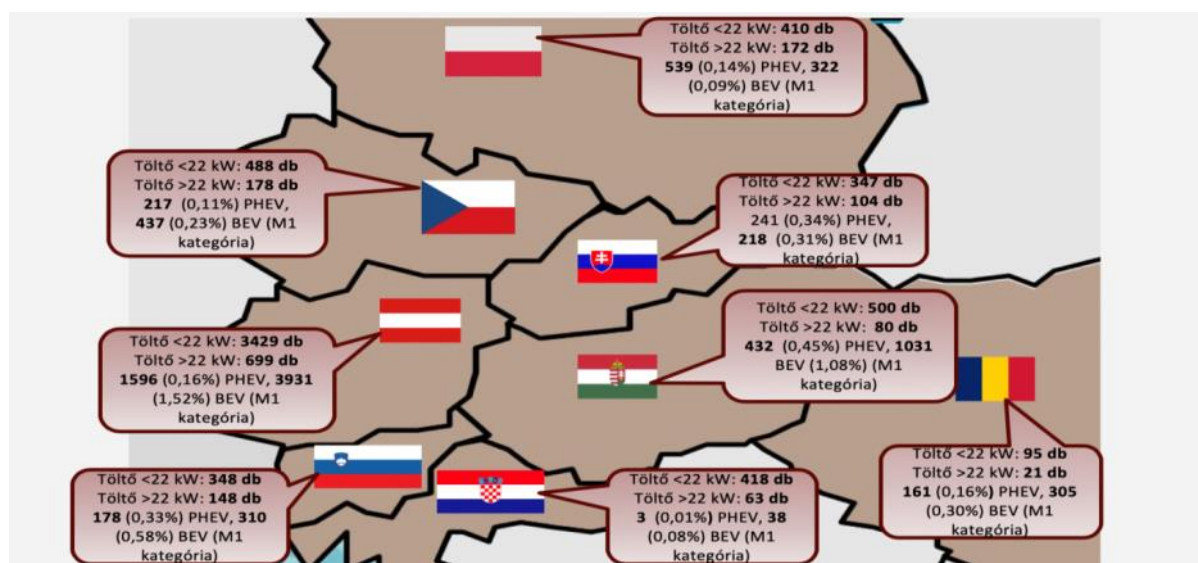 Töltő <22 kW: 410 db
Töltő >22 kW: 172 db
539 (0,14%) PHEV, 322
(0,09%) BEV (M1
kategória)
Töltő <22 kW: 488 db
Töltő >22 kW: 178 db
217 (0,11%) PHEV,
437 (0,23%) BEV (M1
kategória)
Töltő <22 kW: 347 db
Töltő >22 kW: 104 db
241 (0,34%) PHEV,
218 (0,31%) BEV (M1
kategória)
Töltő <22 kW: 3429 db
Töltő >22 kW: 699 db
1596 (0,16%) PHEV, 3931
(1,52%) BEV (M1
kategória)
Töltő <22 kW: 500 db
Töltő >22 kW: 80 db
432 (0,45%) PHEV, 1031
BEV (1,08%) (M1
kategória)
Töltő <22 kW: 348 db
Töltő >22 kW: 148 db
178 (0,33%) PHEV, 310
(0,58%) BEV (M1
kategória)
Töltő <22 kW: 418 db
Töltő >22 kW: 63 db
3 (0,01%) PHEV, 38
(0,08%) BEV (M1
kategória)
Töltő <22 kW: 95 db
Töltő >22 kW: 21 db
161 (0,16%) PHEV, 305
(0,30%) BEV (M1
kategória)